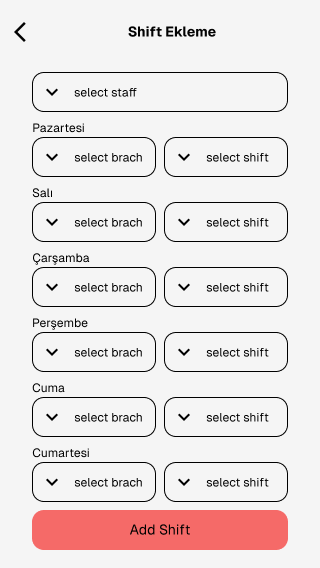 Shift Ekleme
select staff
Pazartesi
select brach select shift
Salı
select brach select shift
Çarşamba
select brach select shift
Perşembe
select brach select shift
Cuma
select brach select shift
Cumartesi
select brach select shift
Add Shift